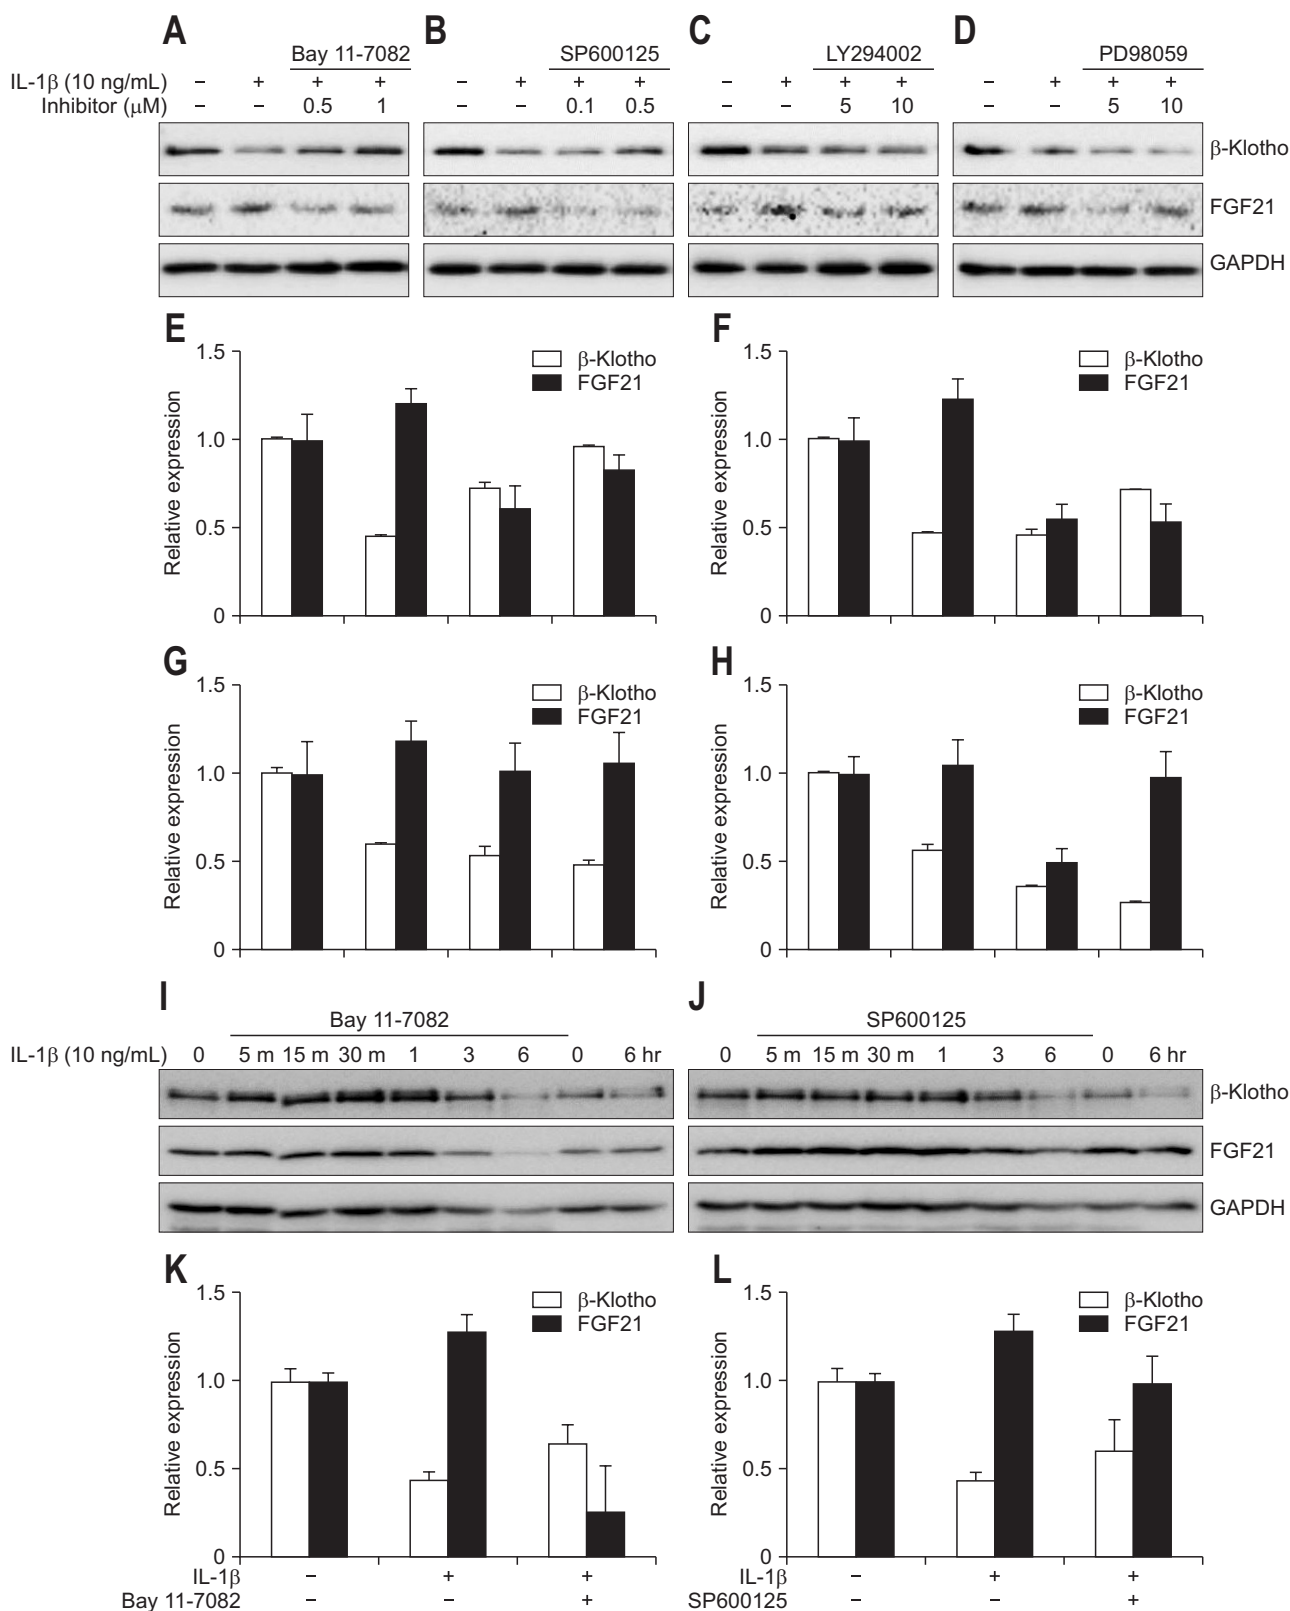 A B C D
Bay 11-7082 SP600125 LY294002 PD98059
IL-1β (10 ng/mL) – + + + – + + + – + + + – + + +
Inhibitor (μM) – – 0.5 1 – – 0.1 0.5 – – 5 10 – – 5 10
β-Klotho
FGF21
GAPDH
E
1.5
1.0
0.5
0
Relative expression
β-Klotho
FGF21
F
1.5
1.0
0.5
0
Relative expression
β-Klotho
FGF21
G
1.5
1.0
0.5
0
Relative expression
β-Klotho
FGF21
H
1.5
1.0
0.5
0
Relative expression
β-Klotho
FGF21
I J
Bay 11-7082 SP600125
IL-1β (10 ng/mL) 0 5 m 15 m 30 m 1 3 6 0 6 hr 0 5 m 15 m 30 m 1 3 6 0 6 hr
β-Klotho
FGF21
GAPDH
K
1.5
1.0
0.5
0
Relative expression
β-Klotho
FGF21
IL-1β – + +
Bay 11-7082 – – +
L
1.5
1.0
0.5
0
Relative expression
β-Klotho
FGF21
IL-1β – + +
SP600125 – – +